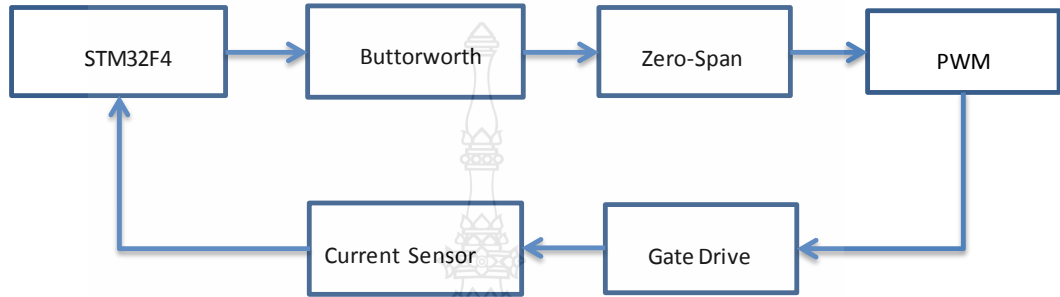 STM32F4
Buttorworth
Zero-Span
PWM
Current Sensor
Gate Drive